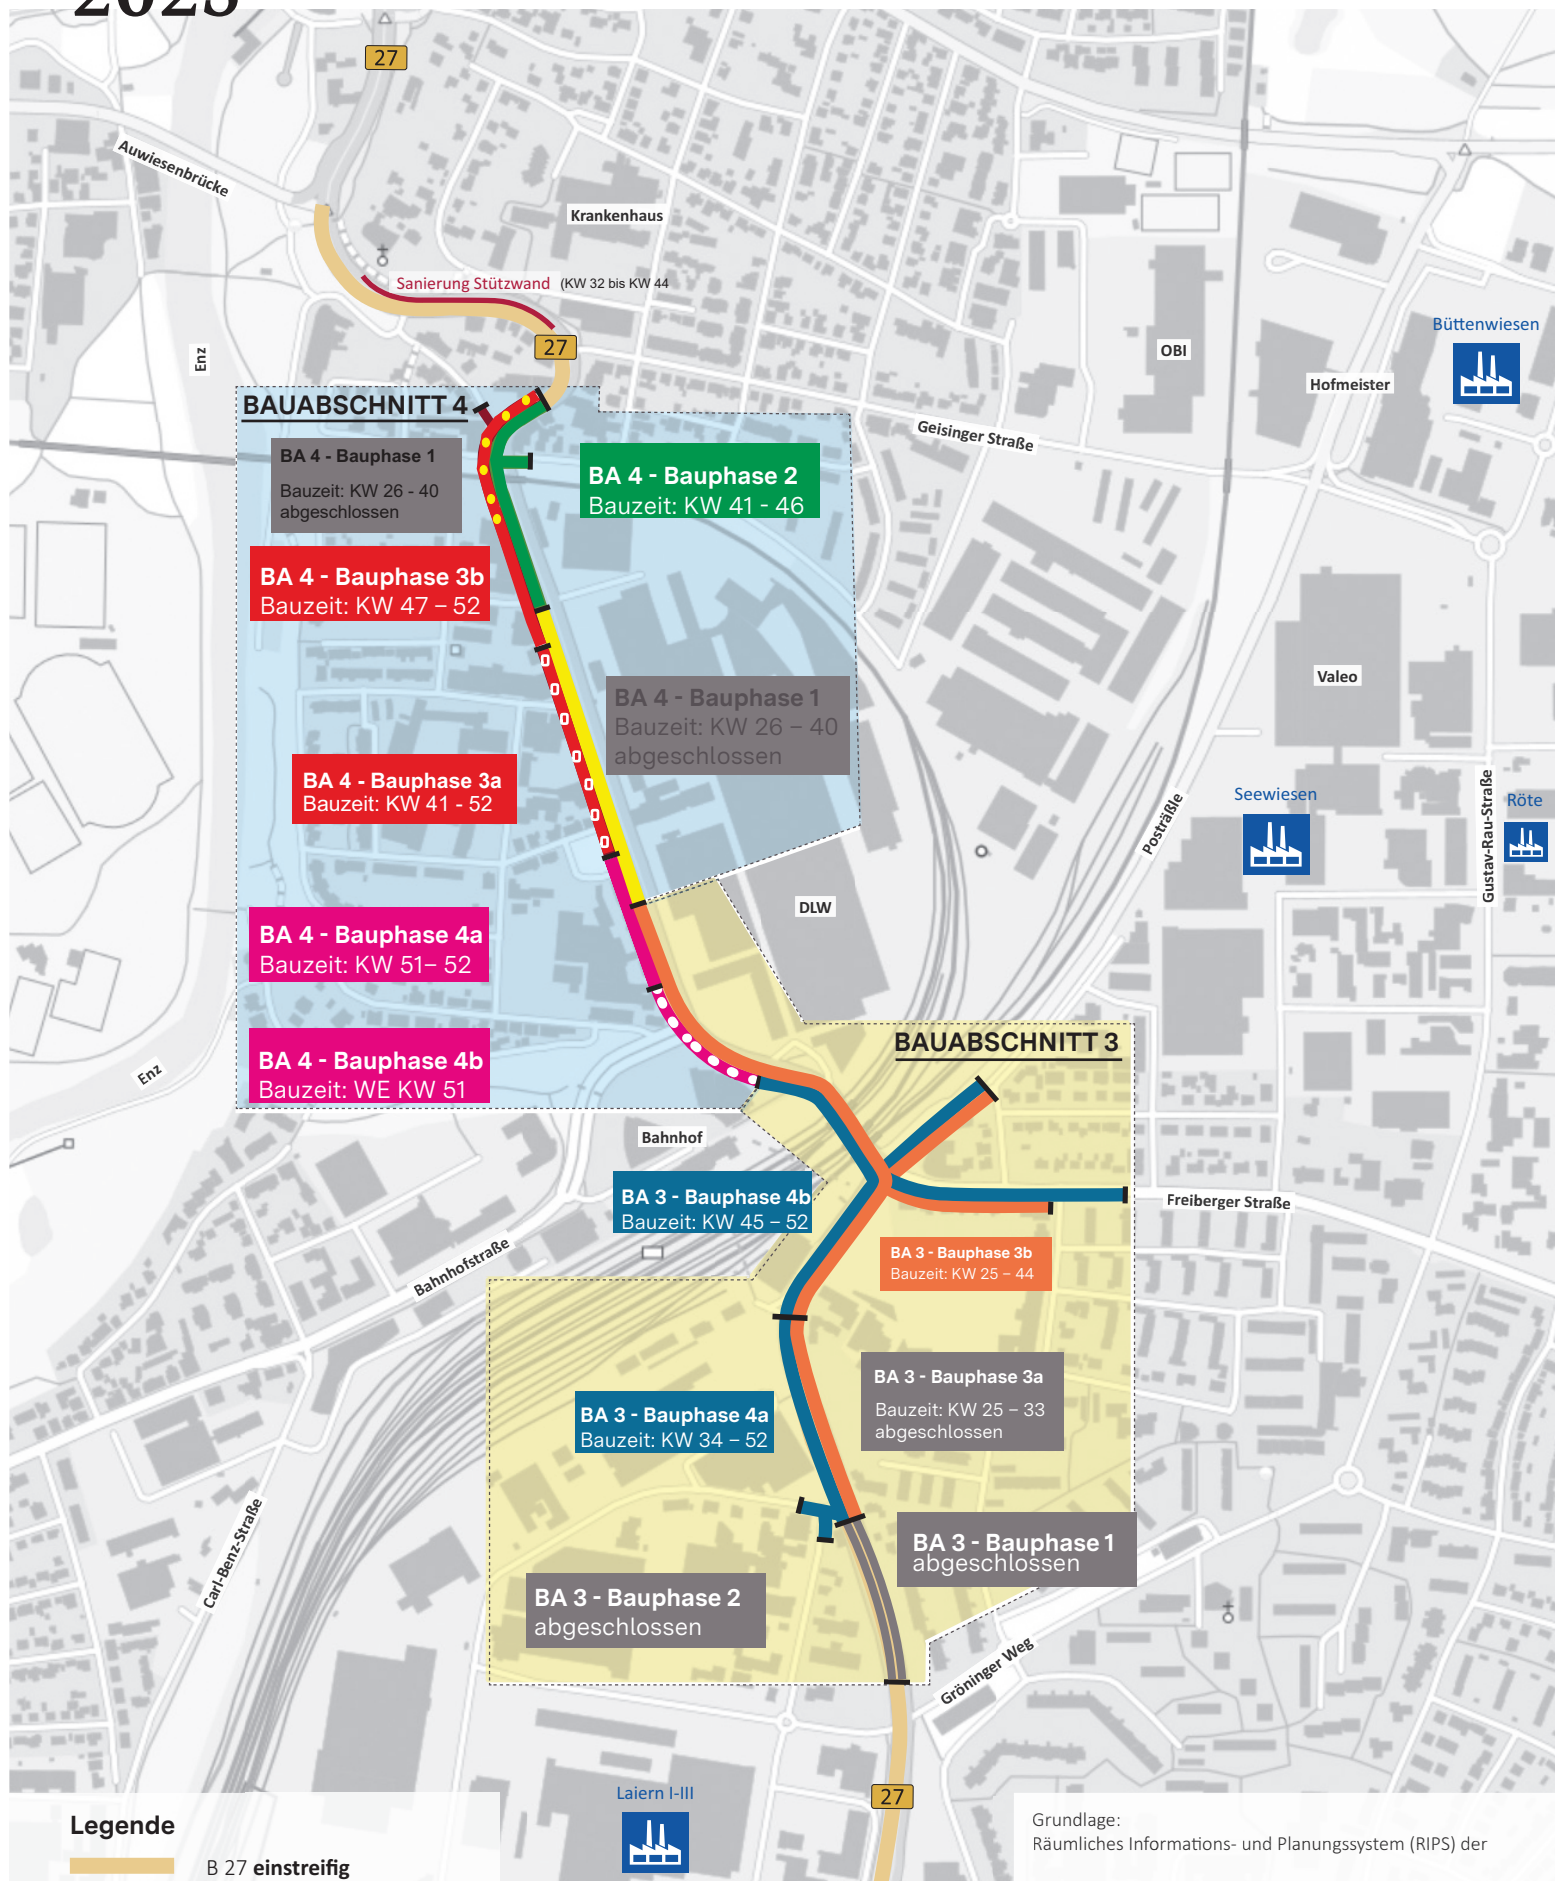 2025
27
Auwiesenbrücke
Krankenhaus
Sanierung Stützwand (KW 32 bis KW 44
27
Büttenwiesen
Enz
OBI
Hofmeister
BAUABSCHNITT 4
Geisinger Straße
BA 4 - Bauphase 1
Bauzeit: KW 26 - 40
abgeschlossen
BA 4 - Bauphase 2
Bauzeit: KW 41 - 46
BA 4 - Bauphase 3b
Bauzeit: KW 47 – 52
BA 4 - Bauphase 1
Bauzeit: KW 26 – 40
abgeschlossen
Valeo
BA 4 - Bauphase 3a
Bauzeit: KW 41 - 52
Seewiesen
Röte
Posträßle
Gustav-Rau-Straße
DLW
BA 4 - Bauphase 4a
Bauzeit: KW 51– 52
BA 4 - Bauphase 4b
Bauzeit: WE KW 51
Enz
BAUABSCHNITT 3
Bahnhof
BA 3 - Bauphase 4b
Bauzeit: KW 45 – 52
Freiberger Straße
Bahnhofstraße
BA 3 - Bauphase 3b
Bauzeit: KW 25 – 44
BA 3 - Bauphase 3a
Bauzeit: KW 25 – 33
abgeschlossen
BA 3 - Bauphase 4a
Bauzeit: KW 34 – 52
Carl-Benz-Straße
BA 3 - Bauphase 1
abgeschlossen
BA 3 - Bauphase 2
abgeschlossen
Gröninger Weg
Laiern I-III
27
Legende
B 27 einstreifig
Grundlage:
Räumliches Informations- und Planungssystem (RIPS) der